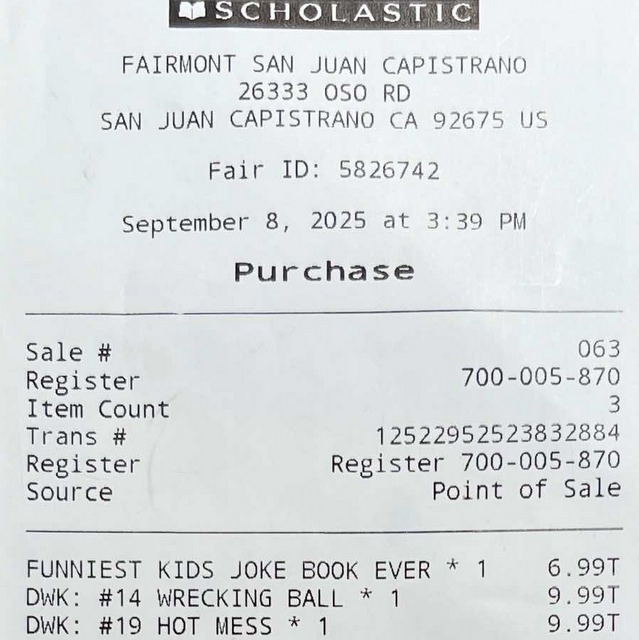 SCHOLASTIC
FAIRMONT SAN JUAN CAPISTRANO
26333 OSO RD
SAN JUAN CAPISTRANO CA 92675 US
Fair ID: 5826742
September 8, 2025 at 3:39 PM
Purchase
Sale # 063
Register 700-005-870
Item Count 3
Trans # 12522952523832884
Register Register 700-005-870
Source Point of Sale
FUNNIEST KIDS JOKE BOOK EVER * 1 6.99T
DWK: #14 WRECKING BALL * 1 9.99T
DWK: #19 HOT MESS * 1 9.99T